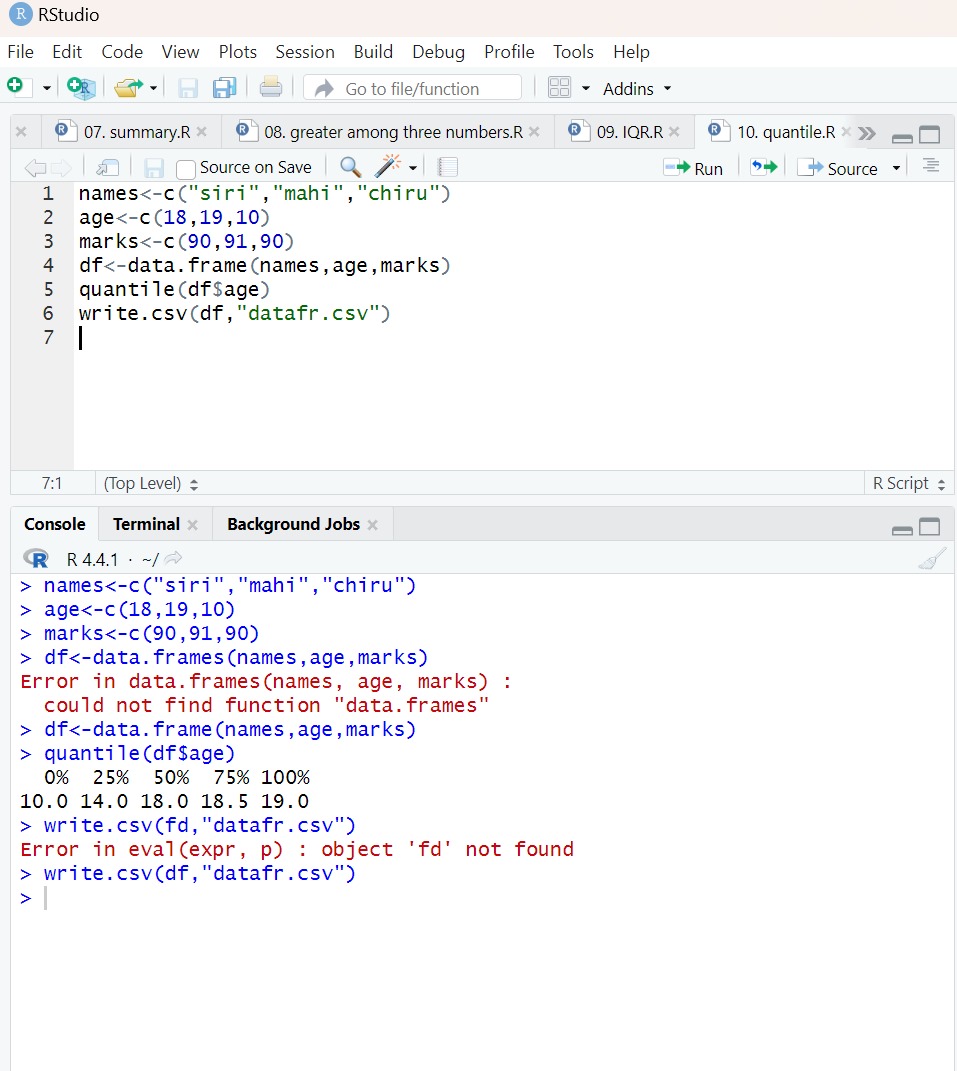 RStudio
File Edit Code View Plots Session Build Debug Profile Tools Help
Go to file/function Addins
07. summary.R 08. greater among three numbers.R 09. IQR.R 10. quantile.R
Source on Save Run Source
1 names<-c("siri","mahi","chiru")
2 age<-c(18,19,10)
3 marks<-c(90,91,90)
4 df<-data.frame(names,age,marks)
5 quantile(df$age)
6 write.csv(df,"datafr.csv")
7
7:1 (Top Level) R Script
Console Terminal Background Jobs
R R 4.4.1 · ~/
> names<-c("siri","mahi","chiru")
> age<-c(18,19,10)
> marks<-c(90,91,90)
> df<-data.frames(names,age,marks)
Error in data.frames(names, age, marks) :
  could not find function "data.frames"
> df<-data.frame(names,age,marks)
> quantile(df$age)
  0%  25%  50%  75% 100%
10.0 14.0 18.0 18.5 19.0
> write.csv(fd,"datafr.csv")
Error in eval(expr, p) : object 'fd' not found
> write.csv(df,"datafr.csv")
>